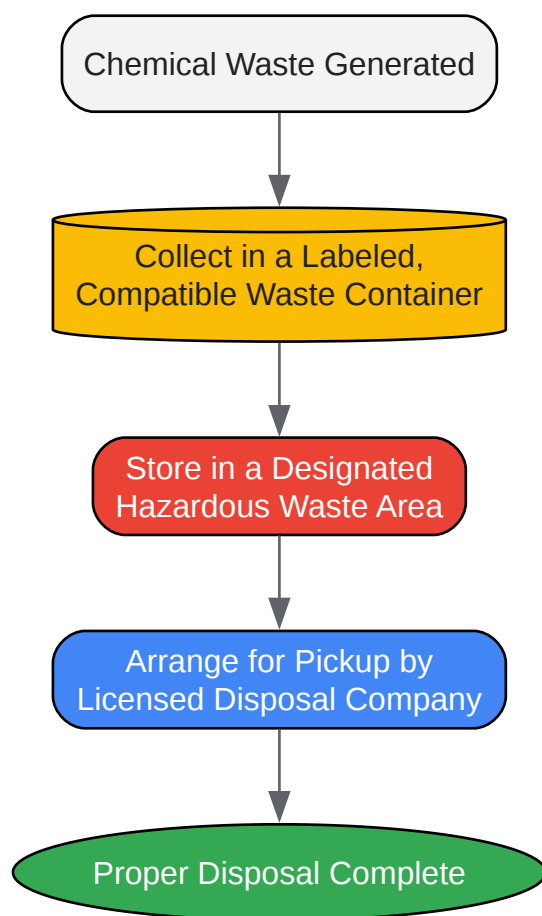 Chemical Waste Generated
Collect in a Labeled,
Compatible Waste Container
Store in a Designated
Hazardous Waste Area
Arrange for Pickup by
Licensed Disposal Company
Proper Disposal Complete